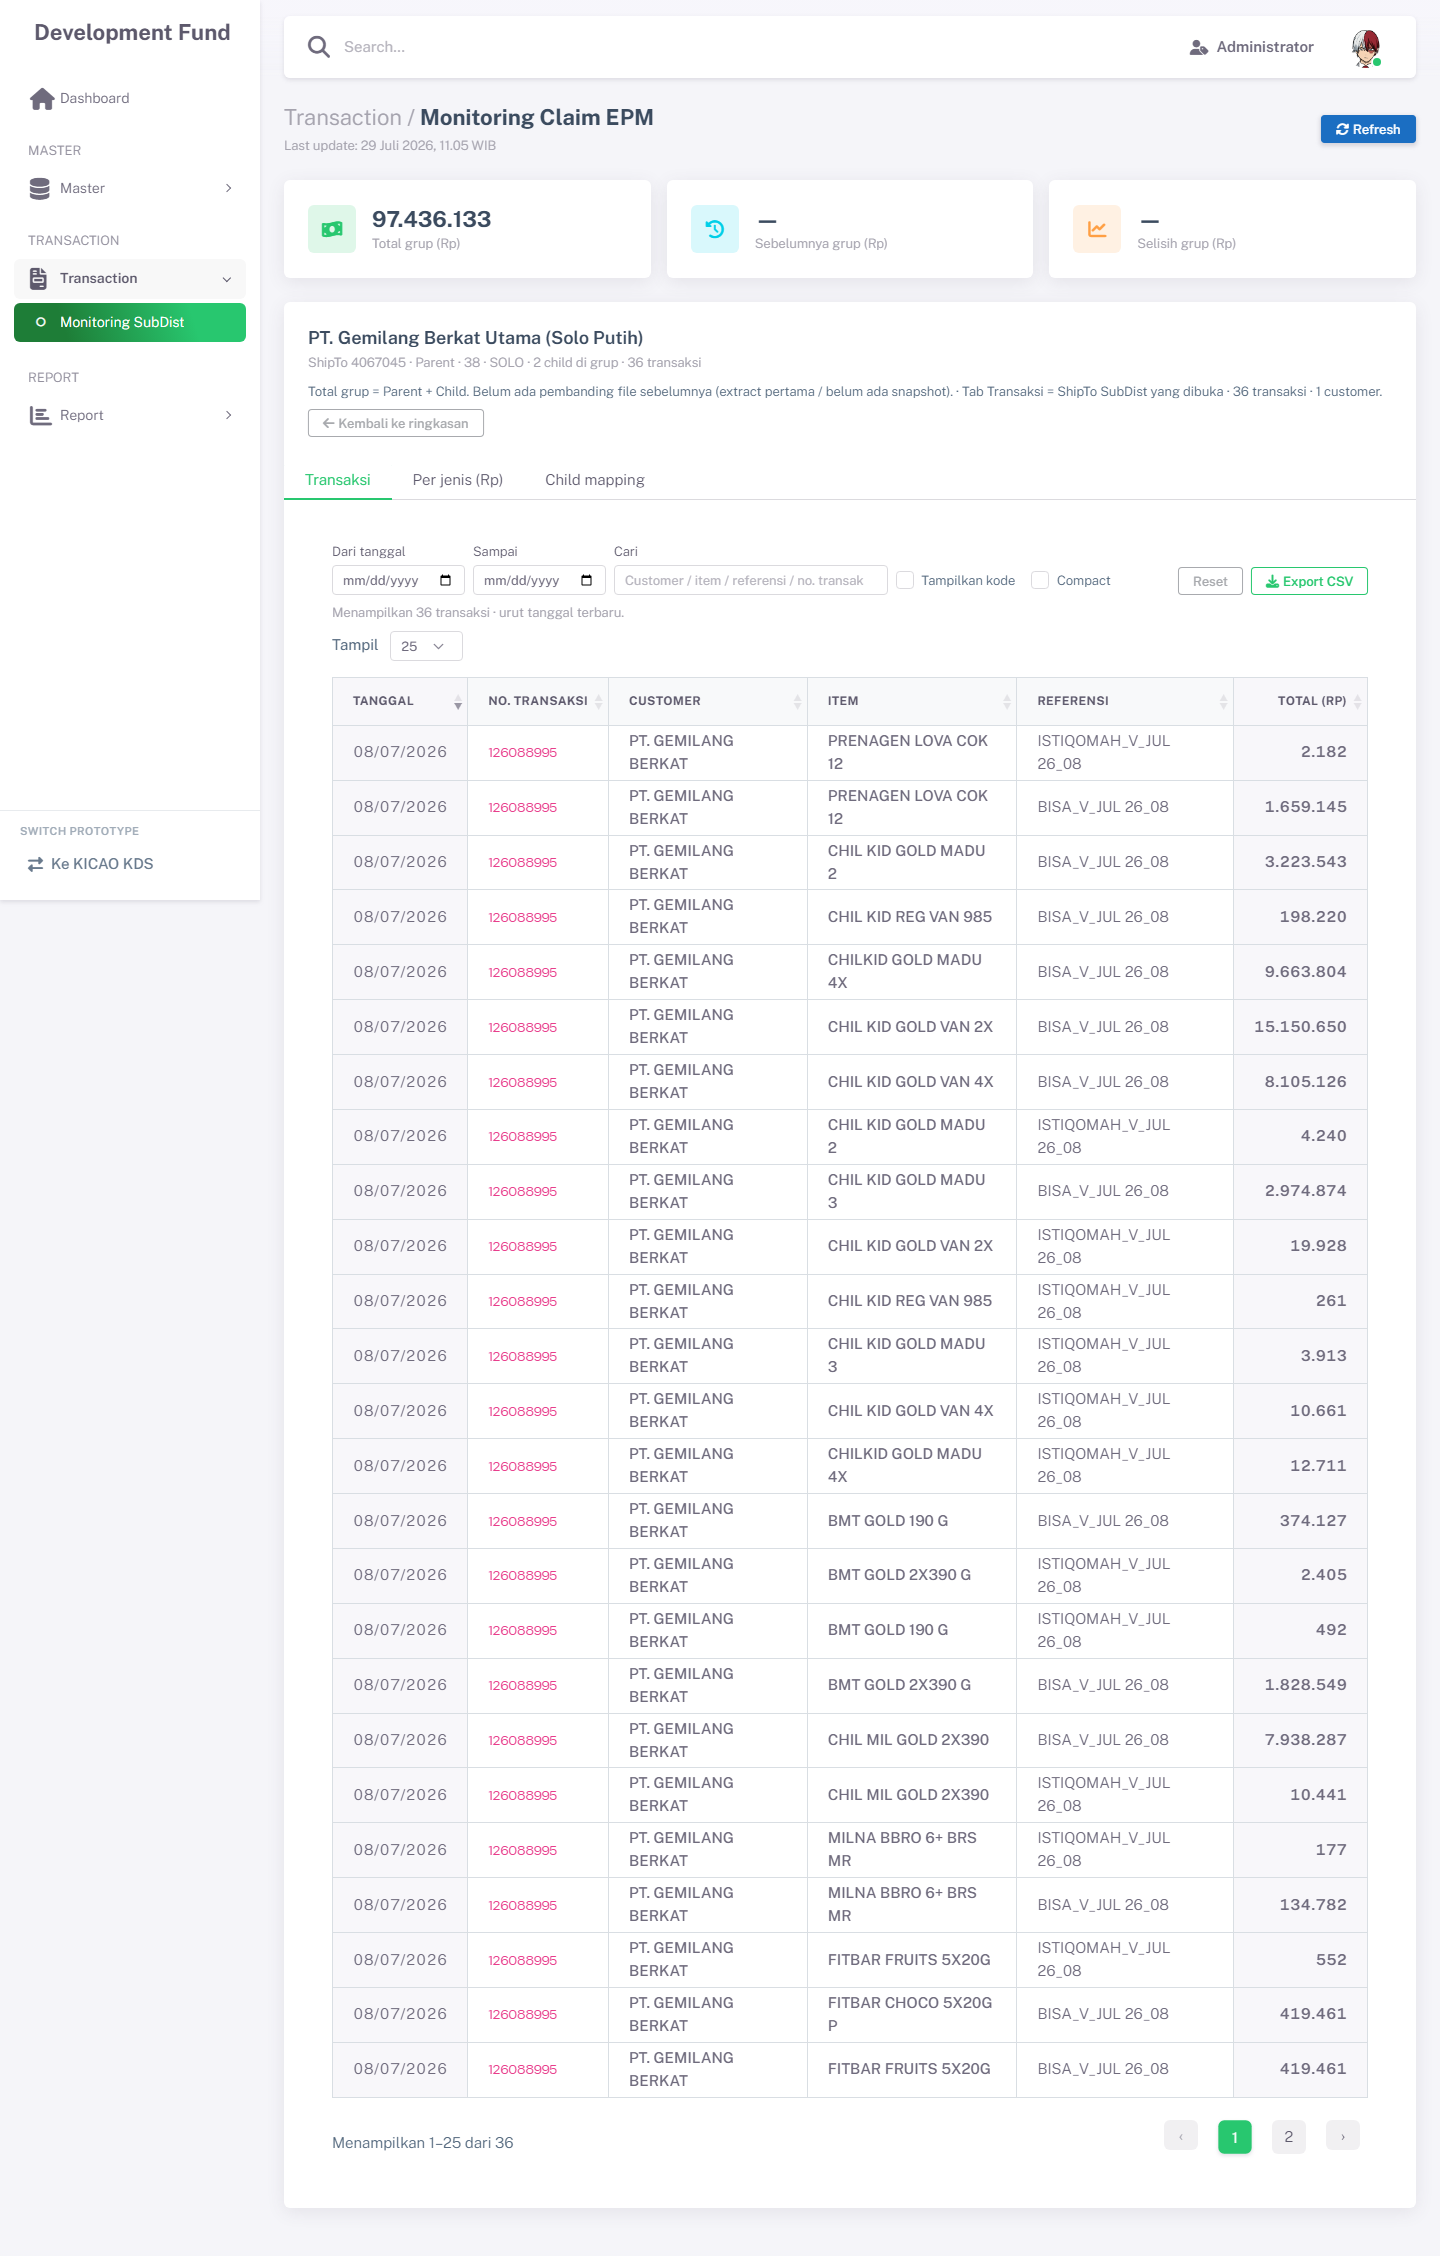 Development Fund
Dashboard
MASTER
Master
TRANSACTION
Transaction
Monitoring SubDist
REPORT
Report
SWITCH PROTOTYPE
Ke KICAO KDS
Search...
Administrator
Transaction / Monitoring Claim EPM
Last update: 29 Juli 2026, 11.05 WIB
Refresh
97.436.133
Total grup (Rp)
—
Sebelumnya grup (Rp)
—
Selisih grup (Rp)
PT. Gemilang Berkat Utama (Solo Putih)
ShipTo 4067045 · Parent · 38 · SOLO · 2 child di grup · 36 transaksi
Total grup = Parent + Child. Belum ada pembanding file sebelumnya (extract pertama / belum ada snapshot). · Tab Transaksi = ShipTo SubDist yang dibuka · 36 transaksi · 1 customer.
Kembali ke ringkasan
Transaksi Per jenis (Rp) Child mapping
Dari tanggal Sampai Cari
mm/dd/yyyy mm/dd/yyyy Customer / item / referensi / no. transak Tampilkan kode Compact Reset Export CSV
Menampilkan 36 transaksi · urut tanggal terbaru.
Tampil 25
TANGGAL NO. TRANSAKSI CUSTOMER ITEM REFERENSI TOTAL (RP)
08/07/2026 126088995 PT. GEMILANG BERKAT PRENAGEN LOVA COK 12 ISTIQOMAH_V_JUL 26_08 2.182
08/07/2026 126088995 PT. GEMILANG BERKAT PRENAGEN LOVA COK 12 BISA_V_JUL 26_08 1.659.145
08/07/2026 126088995 PT. GEMILANG BERKAT CHIL KID GOLD MADU 2 BISA_V_JUL 26_08 3.223.543
08/07/2026 126088995 PT. GEMILANG BERKAT CHIL KID REG VAN 985 BISA_V_JUL 26_08 198.220
08/07/2026 126088995 PT. GEMILANG BERKAT CHILKID GOLD MADU 4X BISA_V_JUL 26_08 9.663.804
08/07/2026 126088995 PT. GEMILANG BERKAT CHIL KID GOLD VAN 2X BISA_V_JUL 26_08 15.150.650
08/07/2026 126088995 PT. GEMILANG BERKAT CHIL KID GOLD VAN 4X BISA_V_JUL 26_08 8.105.126
08/07/2026 126088995 PT. GEMILANG BERKAT CHIL KID GOLD MADU 2 ISTIQOMAH_V_JUL 26_08 4.240
08/07/2026 126088995 PT. GEMILANG BERKAT CHIL KID GOLD MADU 3 BISA_V_JUL 26_08 2.974.874
08/07/2026 126088995 PT. GEMILANG BERKAT CHIL KID GOLD VAN 2X ISTIQOMAH_V_JUL 26_08 19.928
08/07/2026 126088995 PT. GEMILANG BERKAT CHIL KID REG VAN 985 ISTIQOMAH_V_JUL 26_08 261
08/07/2026 126088995 PT. GEMILANG BERKAT CHIL KID GOLD MADU 3 ISTIQOMAH_V_JUL 26_08 3.913
08/07/2026 126088995 PT. GEMILANG BERKAT CHIL KID GOLD VAN 4X ISTIQOMAH_V_JUL 26_08 10.661
08/07/2026 126088995 PT. GEMILANG BERKAT CHILKID GOLD MADU 4X ISTIQOMAH_V_JUL 26_08 12.711
08/07/2026 126088995 PT. GEMILANG BERKAT BMT GOLD 190 G BISA_V_JUL 26_08 374.127
08/07/2026 126088995 PT. GEMILANG BERKAT BMT GOLD 2X390 G ISTIQOMAH_V_JUL 26_08 2.405
08/07/2026 126088995 PT. GEMILANG BERKAT BMT GOLD 190 G ISTIQOMAH_V_JUL 26_08 492
08/07/2026 126088995 PT. GEMILANG BERKAT BMT GOLD 2X390 G BISA_V_JUL 26_08 1.828.549
08/07/2026 126088995 PT. GEMILANG BERKAT CHIL MIL GOLD 2X390 BISA_V_JUL 26_08 7.938.287
08/07/2026 126088995 PT. GEMILANG BERKAT CHIL MIL GOLD 2X390 ISTIQOMAH_V_JUL 26_08 10.441
08/07/2026 126088995 PT. GEMILANG BERKAT MILNA BBRO 6+ BRS MR ISTIQOMAH_V_JUL 26_08 177
08/07/2026 126088995 PT. GEMILANG BERKAT MILNA BBRO 6+ BRS MR BISA_V_JUL 26_08 134.782
08/07/2026 126088995 PT. GEMILANG BERKAT FITBAR FRUITS 5X20G ISTIQOMAH_V_JUL 26_08 552
08/07/2026 126088995 PT. GEMILANG BERKAT FITBAR CHOCO 5X20G P BISA_V_JUL 26_08 419.461
08/07/2026 126088995 PT. GEMILANG BERKAT FITBAR FRUITS 5X20G BISA_V_JUL 26_08 419.461
Menampilkan 1–25 dari 36
‹ 1 2 ›